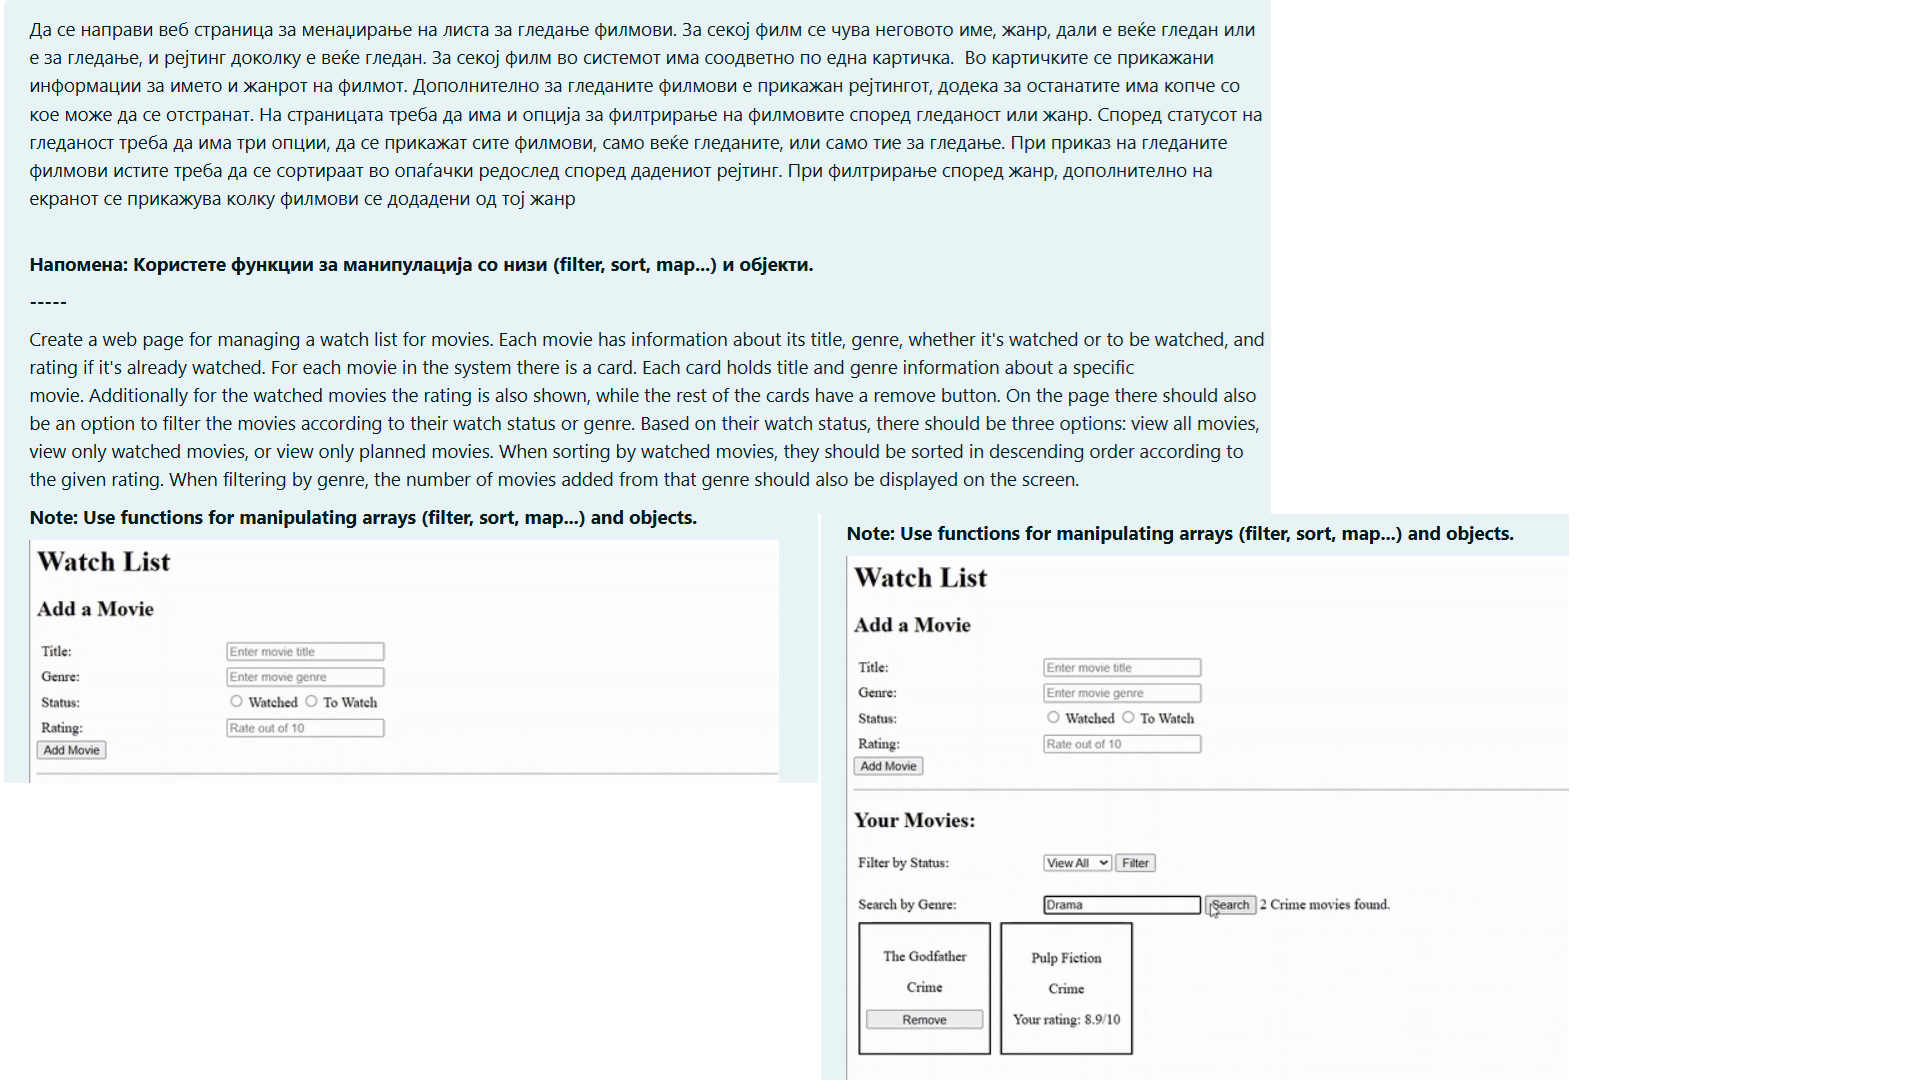 Да се направи веб страница за менаџирање на листа за гледање филмови. За секој филм се чува неговото име, жанр, дали е веќе гледан или
е за гледање, и рејтинг доколку е веќе гледан. За секој филм во системот има соодветно по една картичка.  Во картичките се прикажани
информации за името и жанрот на филмот. Дополнително за гледаните филмови е прикажан рејтингот, додека за останатите има копче со
кое може да се отстранат. На страницата треба да има и опција за филтрирање на филмовите според гледаност или жанр. Според статусот на
гледаност треба да има три опции, да се прикажат сите филмови, само веќе гледаните, или само тие за гледање. При приказ на гледаните
филмови истите треба да се сортираат во опаѓачки редослед според дадениот рејтинг. При филтрирање според жанр, дополнително на
екранот се прикажува колку филмови се додадени од тој жанр
Напомена: Користете функции за манипулација со низи (filter, sort, map...) и објекти.
-----
Create a web page for managing a watch list for movies. Each movie has information about its title, genre, whether it's watched or to be watched, and
rating if it's already watched. For each movie in the system there is a card. Each card holds title and genre information about a specific
movie. Additionally for the watched movies the rating is also shown, while the rest of the cards have a remove button. On the page there should also
be an option to filter the movies according to their watch status or genre. Based on their watch status, there should be three options: view all movies,
view only watched movies, or view only planned movies. When sorting by watched movies, they should be sorted in descending order according to
the given rating. When filtering by genre, the number of movies added from that genre should also be displayed on the screen.
Note: Use functions for manipulating arrays (filter, sort, map...) and objects.
Watch List
Add a Movie
Title: Enter movie title
Genre: Enter movie genre
Status: Watched To Watch
Rating: Rate out of 10
Add Movie
Note: Use functions for manipulating arrays (filter, sort, map...) and objects.
Watch List
Add a Movie
Title: Enter movie title
Genre: Enter movie genre
Status: Watched To Watch
Rating: Rate out of 10
Add Movie
Your Movies:
Filter by Status: View All Filter
Search by Genre: Drama Search 2 Crime movies found.
The Godfather
Crime
Remove
Pulp Fiction
Crime
Your rating: 8.9/10